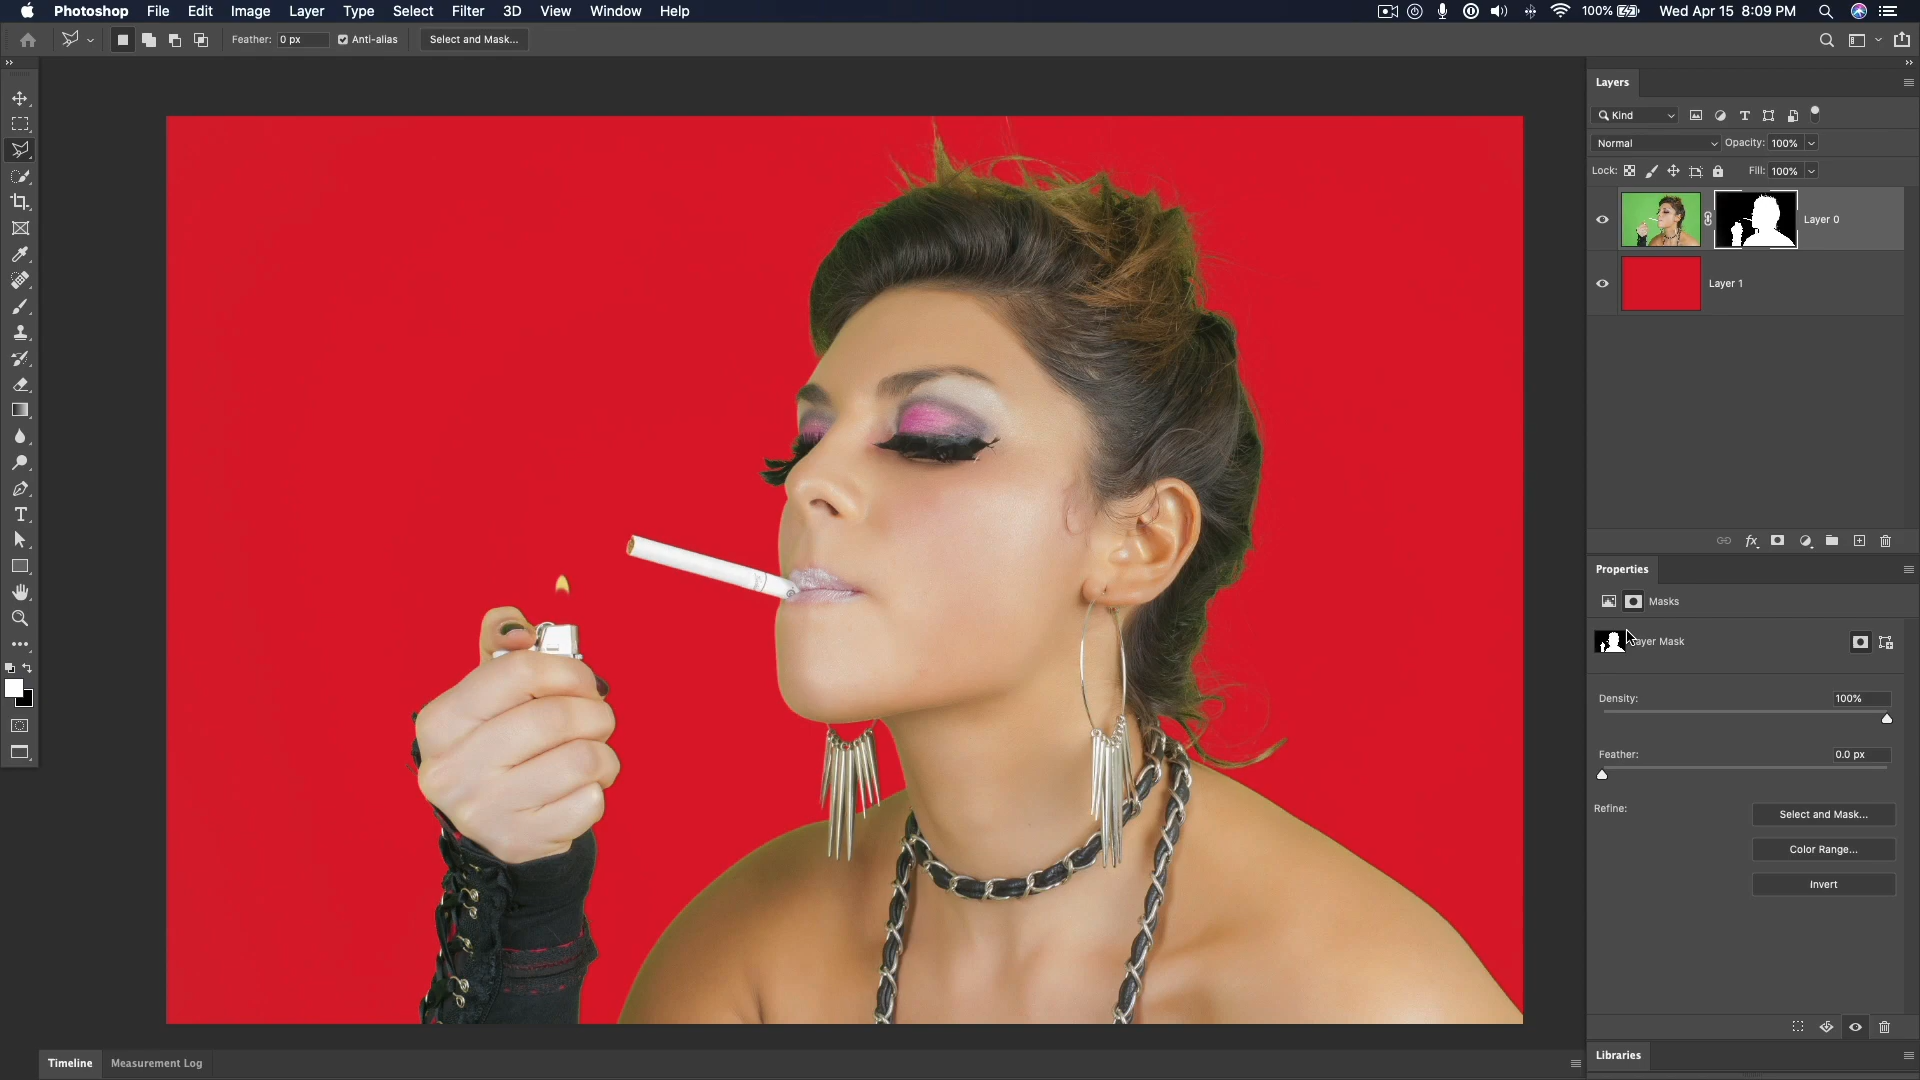 Photoshop File Edit Image Layer Type Select Filter 3D View Window Help 100% Wed Apr 15 8:09 PM
Feather: 0 px Anti-alias Select and Mask...
Layers
Kind
Normal Opacity: 100%
Lock: Fill: 100%
Layer 0
Layer 1
Properties
Masks
ayer Mask
Density: 100%
Feather: 0.0 px
Refine: Select and Mask...
Color Range...
Invert
Libraries
Timeline Measurement Log